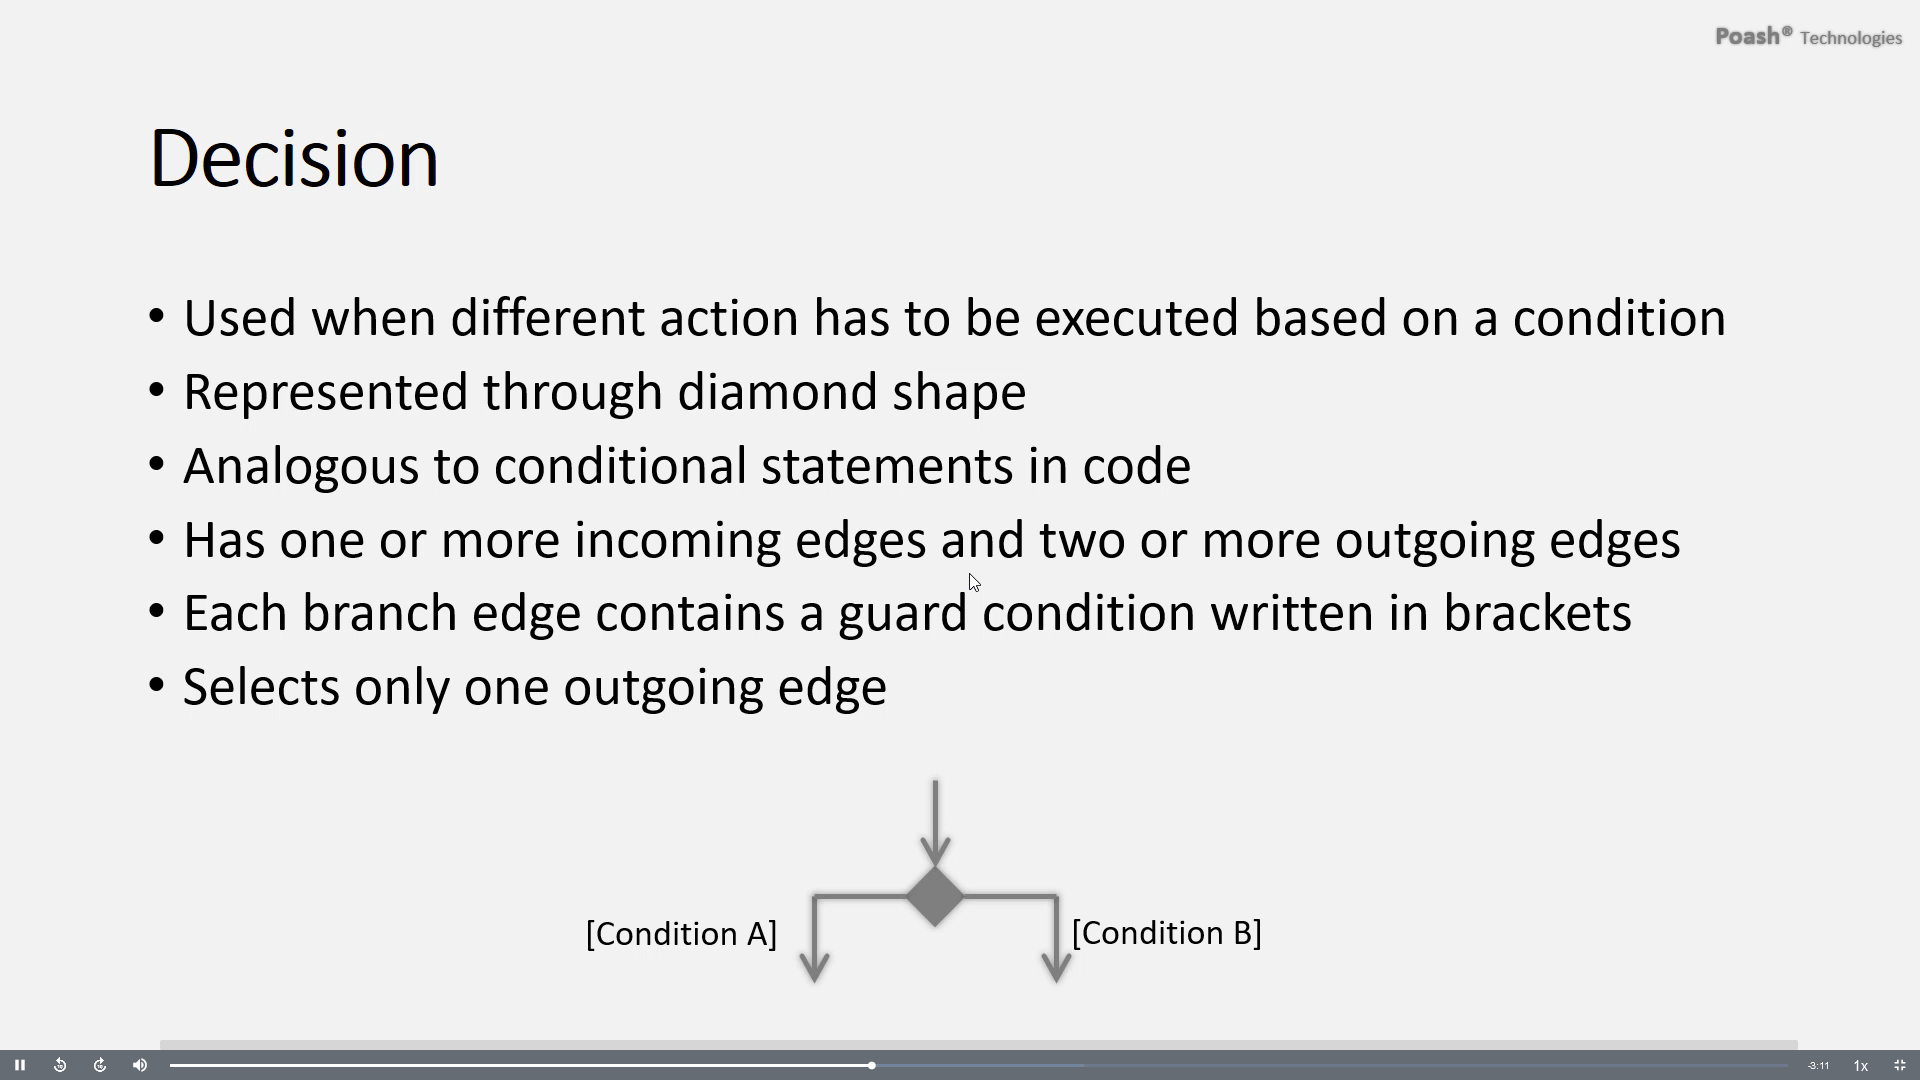 Poash® Technologies
Decision
• Used when different action has to be executed based on a condition
• Represented through diamond shape
• Analogous to conditional statements in code
• Has one or more incoming edges and two or more outgoing edges
• Each branch edge contains a guard condition written in brackets
• Selects only one outgoing edge
[Condition A] [Condition B]
-3:11 1x